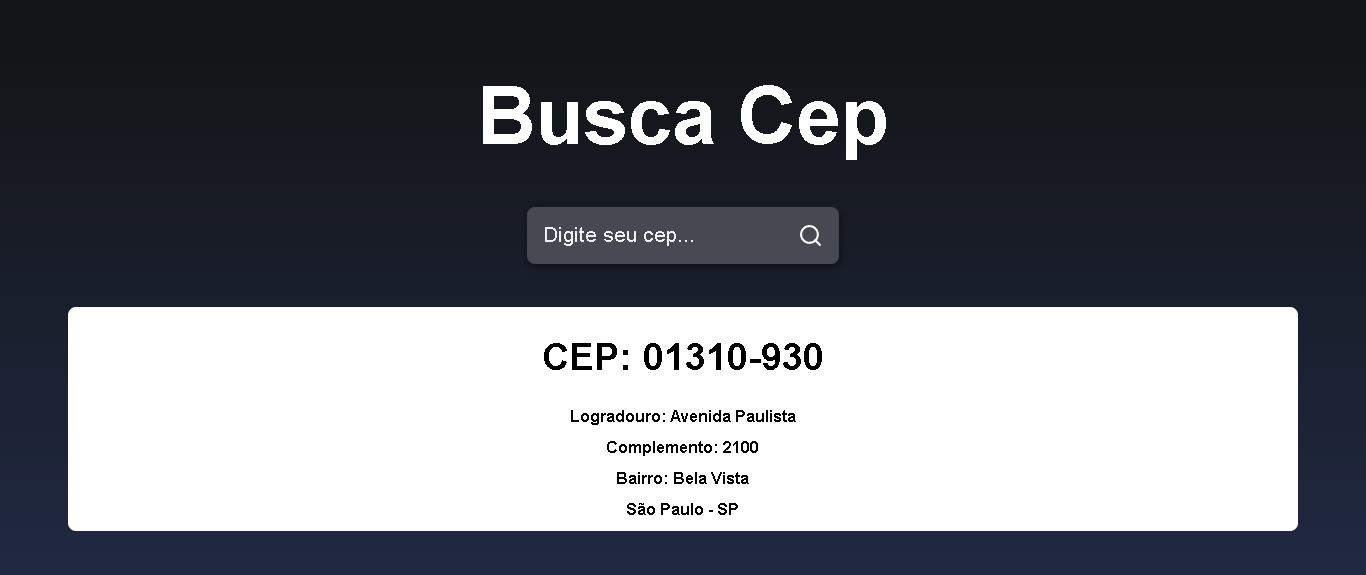 Busca Cep
Digite seu cep...
CEP: 01310-930
Logradouro: Avenida Paulista
Complemento: 2100
Bairro: Bela Vista
São Paulo - SP